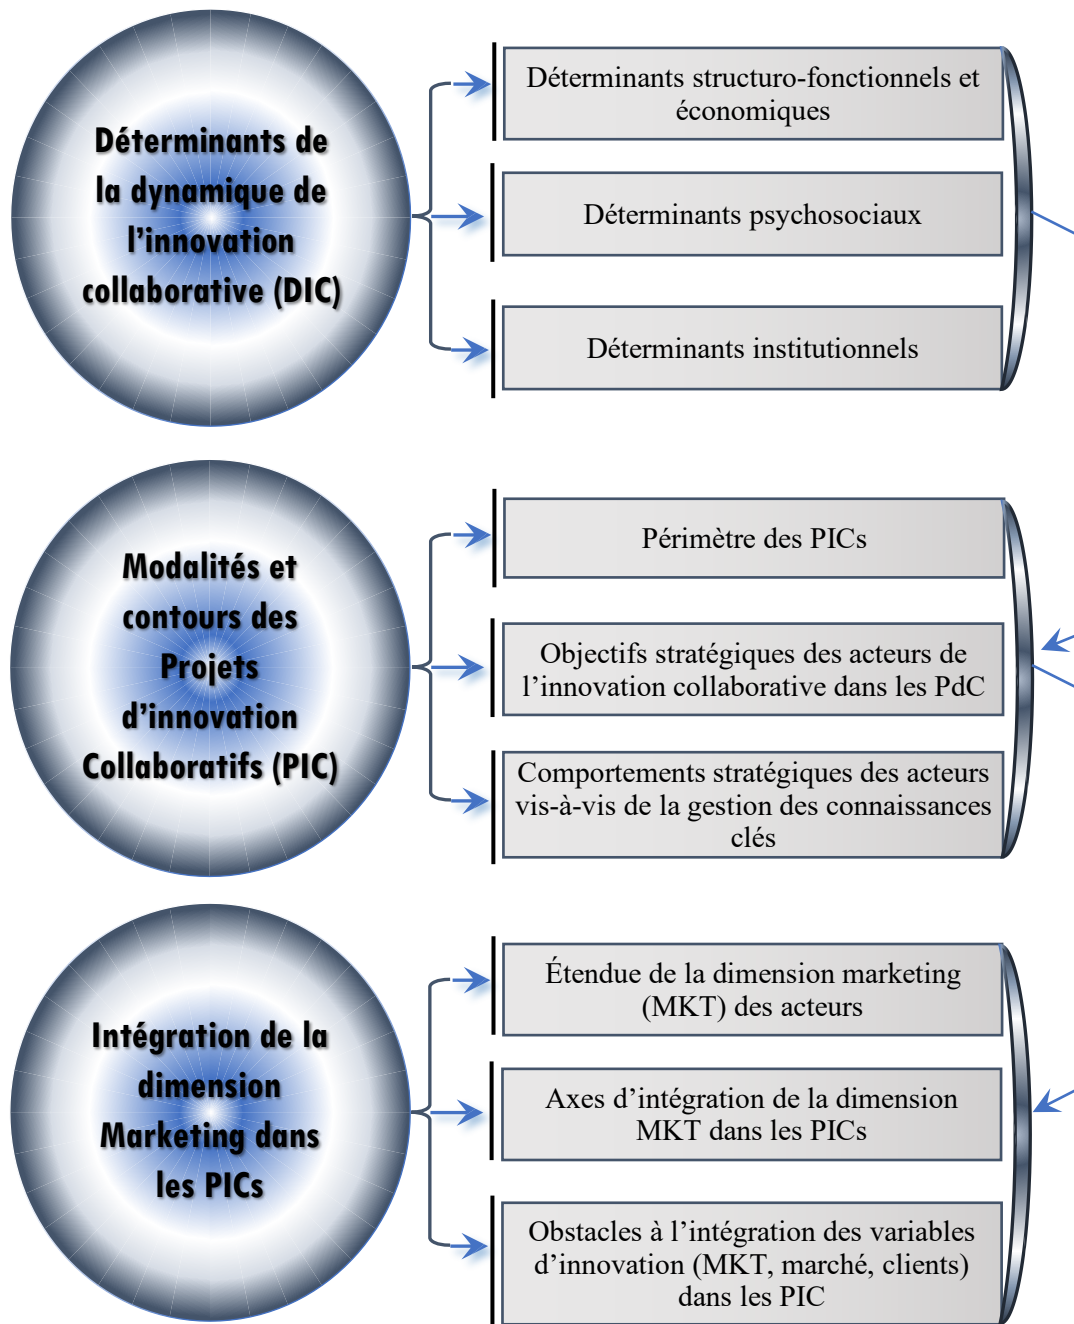 Déterminants de
la dynamique de
l'innovation
collaborative (DIC)
Déterminants structuro-fonctionnels et
économiques
Déterminants psychosociaux
Déterminants institutionnels
Modalités et
contours des
Projets
d'innovation
Collaboratifs (PIC)
Périmètre des PICs
Objectifs stratégiques des acteurs de
l'innovation collaborative dans les PdC
Comportements stratégiques des acteurs
vis-à-vis de la gestion des connaissances
clés
Intégration de la
dimension
Marketing dans
les PICs
Étendue de la dimension marketing
(MKT) des acteurs
Axes d'intégration de la dimension
MKT dans les PICs
Obstacles à l'intégration des variables
d'innovation (MKT, marché, clients)
dans les PIC